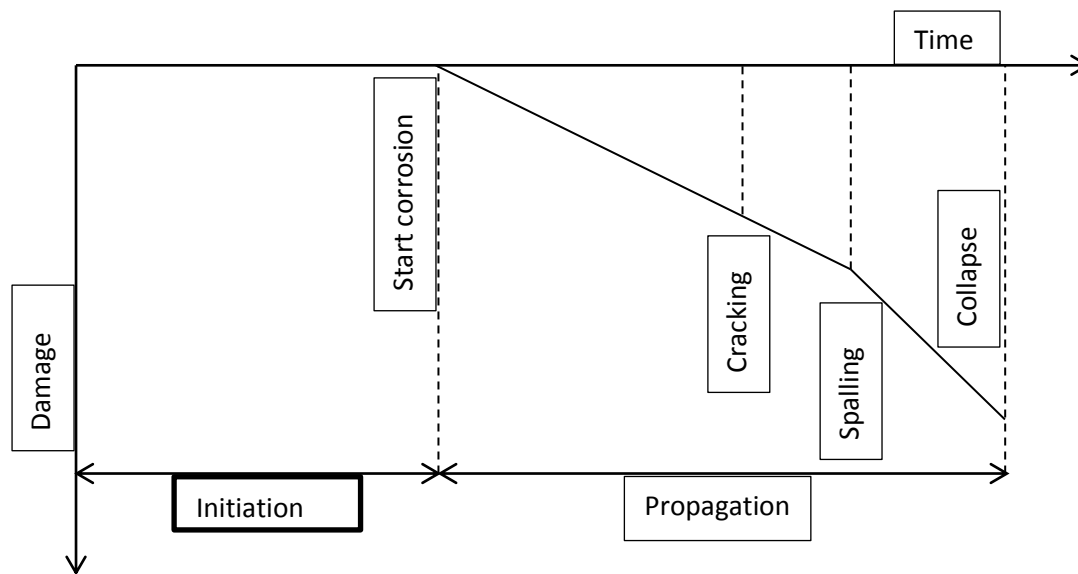 Time
Start corrosion
Cracking
Spalling
Collapse
Damage
Initiation
Propagation